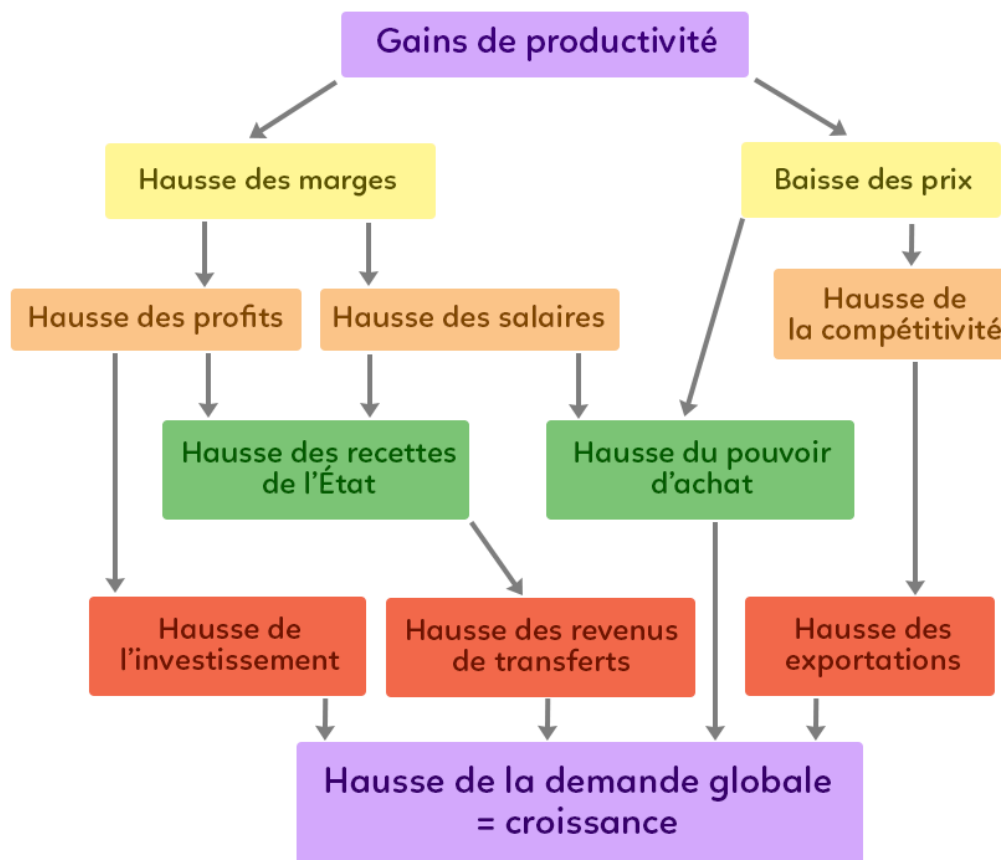 Gains de productivité
Hausse des marges
Baisse des prix
Hausse des profits
Hausse des salaires
Hausse de
la compétitivité
Hausse des recettes
de l'État
Hausse du pouvoir
d'achat
Hausse de
l'investissement
Hausse des revenus
de transferts
Hausse des
exportations
Hausse de la demande globale
= croissance